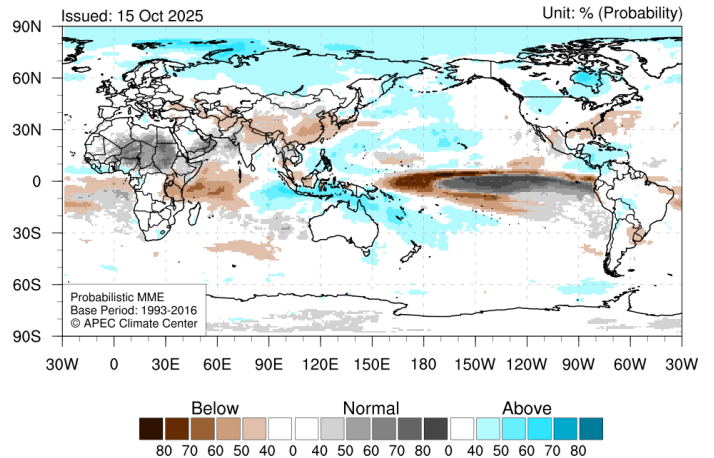 Issued: 15 Oct 2025
Unit: % (Probability)
90N
60N
30N
0
30S
60S
90S
Probabilistic MME
Base Period: 1993-2016
© APEC Climate Center
30W 0 30E 60E 90E 120E 150E 180 150W 120W 90W 60W 30W
Below Normal Above
80 70 60 50 40 0 40 50 60 70 80 0 40 50 60 70 80